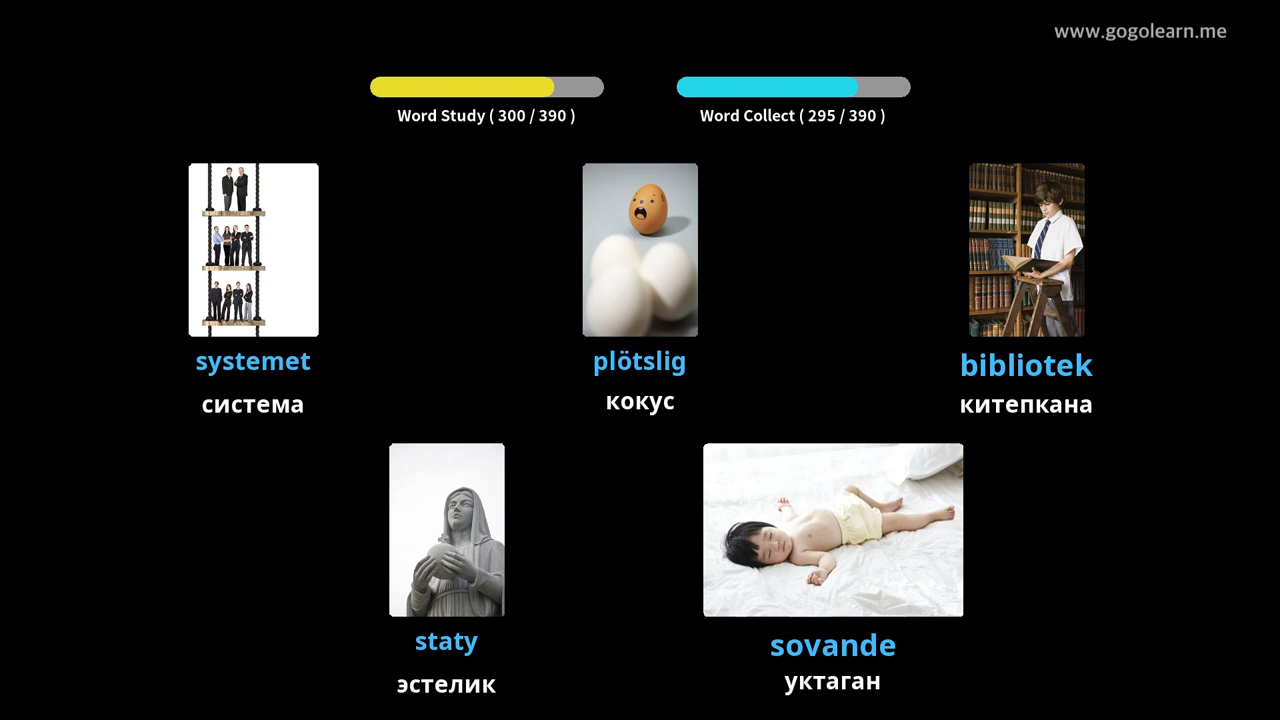 www.gogolearn.me
Word Study ( 300 / 390 )
Word Collect ( 295 / 390 )
systemet
система
plötslig
кокус
bibliotek
китепкана
staty
эстелик
sovande
уктаган